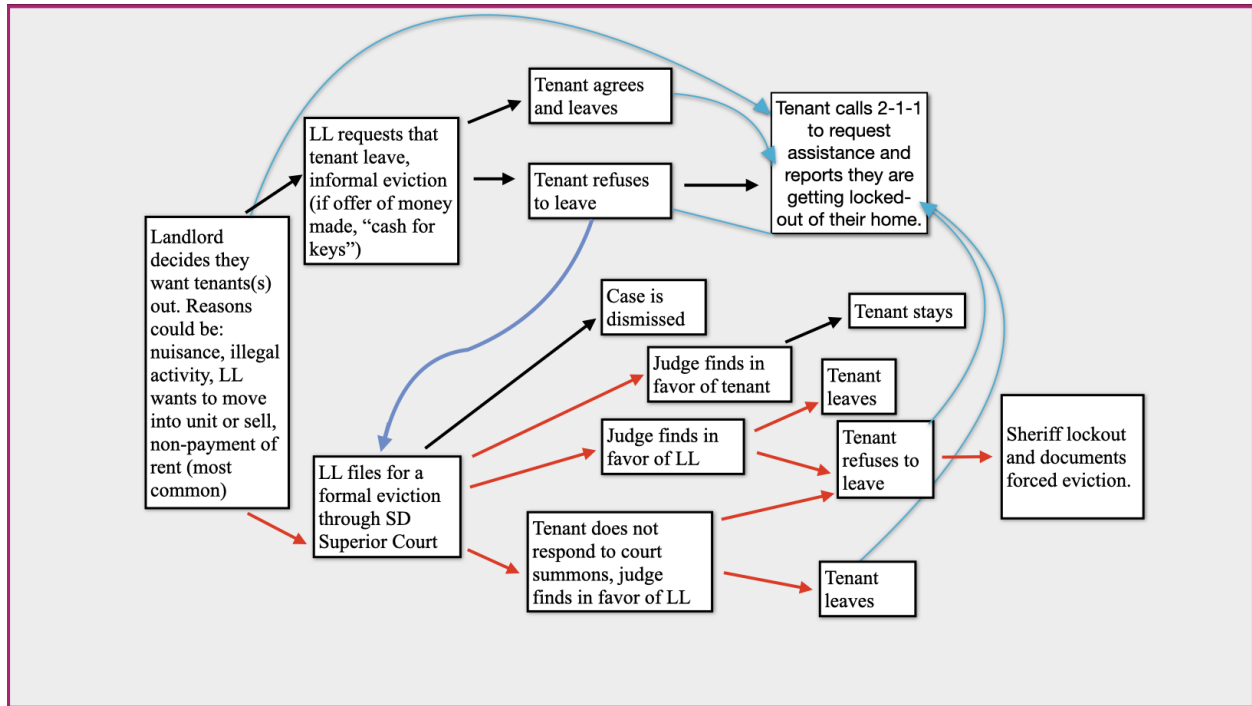 Tenant agrees
and leaves
Tenant calls 2-1-1
to request
assistance and
reports they are
getting locked-
out of their home.
LL requests that
tenant leave,
informal eviction
(if offer of money
made, “cash for
keys”)
Tenant refuses
to leave
Landlord
decides they
want tenants(s)
out. Reasons
could be:
nuisance, illegal
activity, LL
wants to move
into unit or sell,
non-payment of
rent (most
common)
Case is
dismissed
Tenant stays
Judge finds in
favor of tenant
Tenant
leaves
Judge finds in
favor of LL
Tenant
refuses to
leave
Sheriff lockout
and documents
forced eviction.
LL files for a
formal eviction
through SD
Superior Court
Tenant does not
respond to court
summons, judge
finds in favor of LL
Tenant
leaves